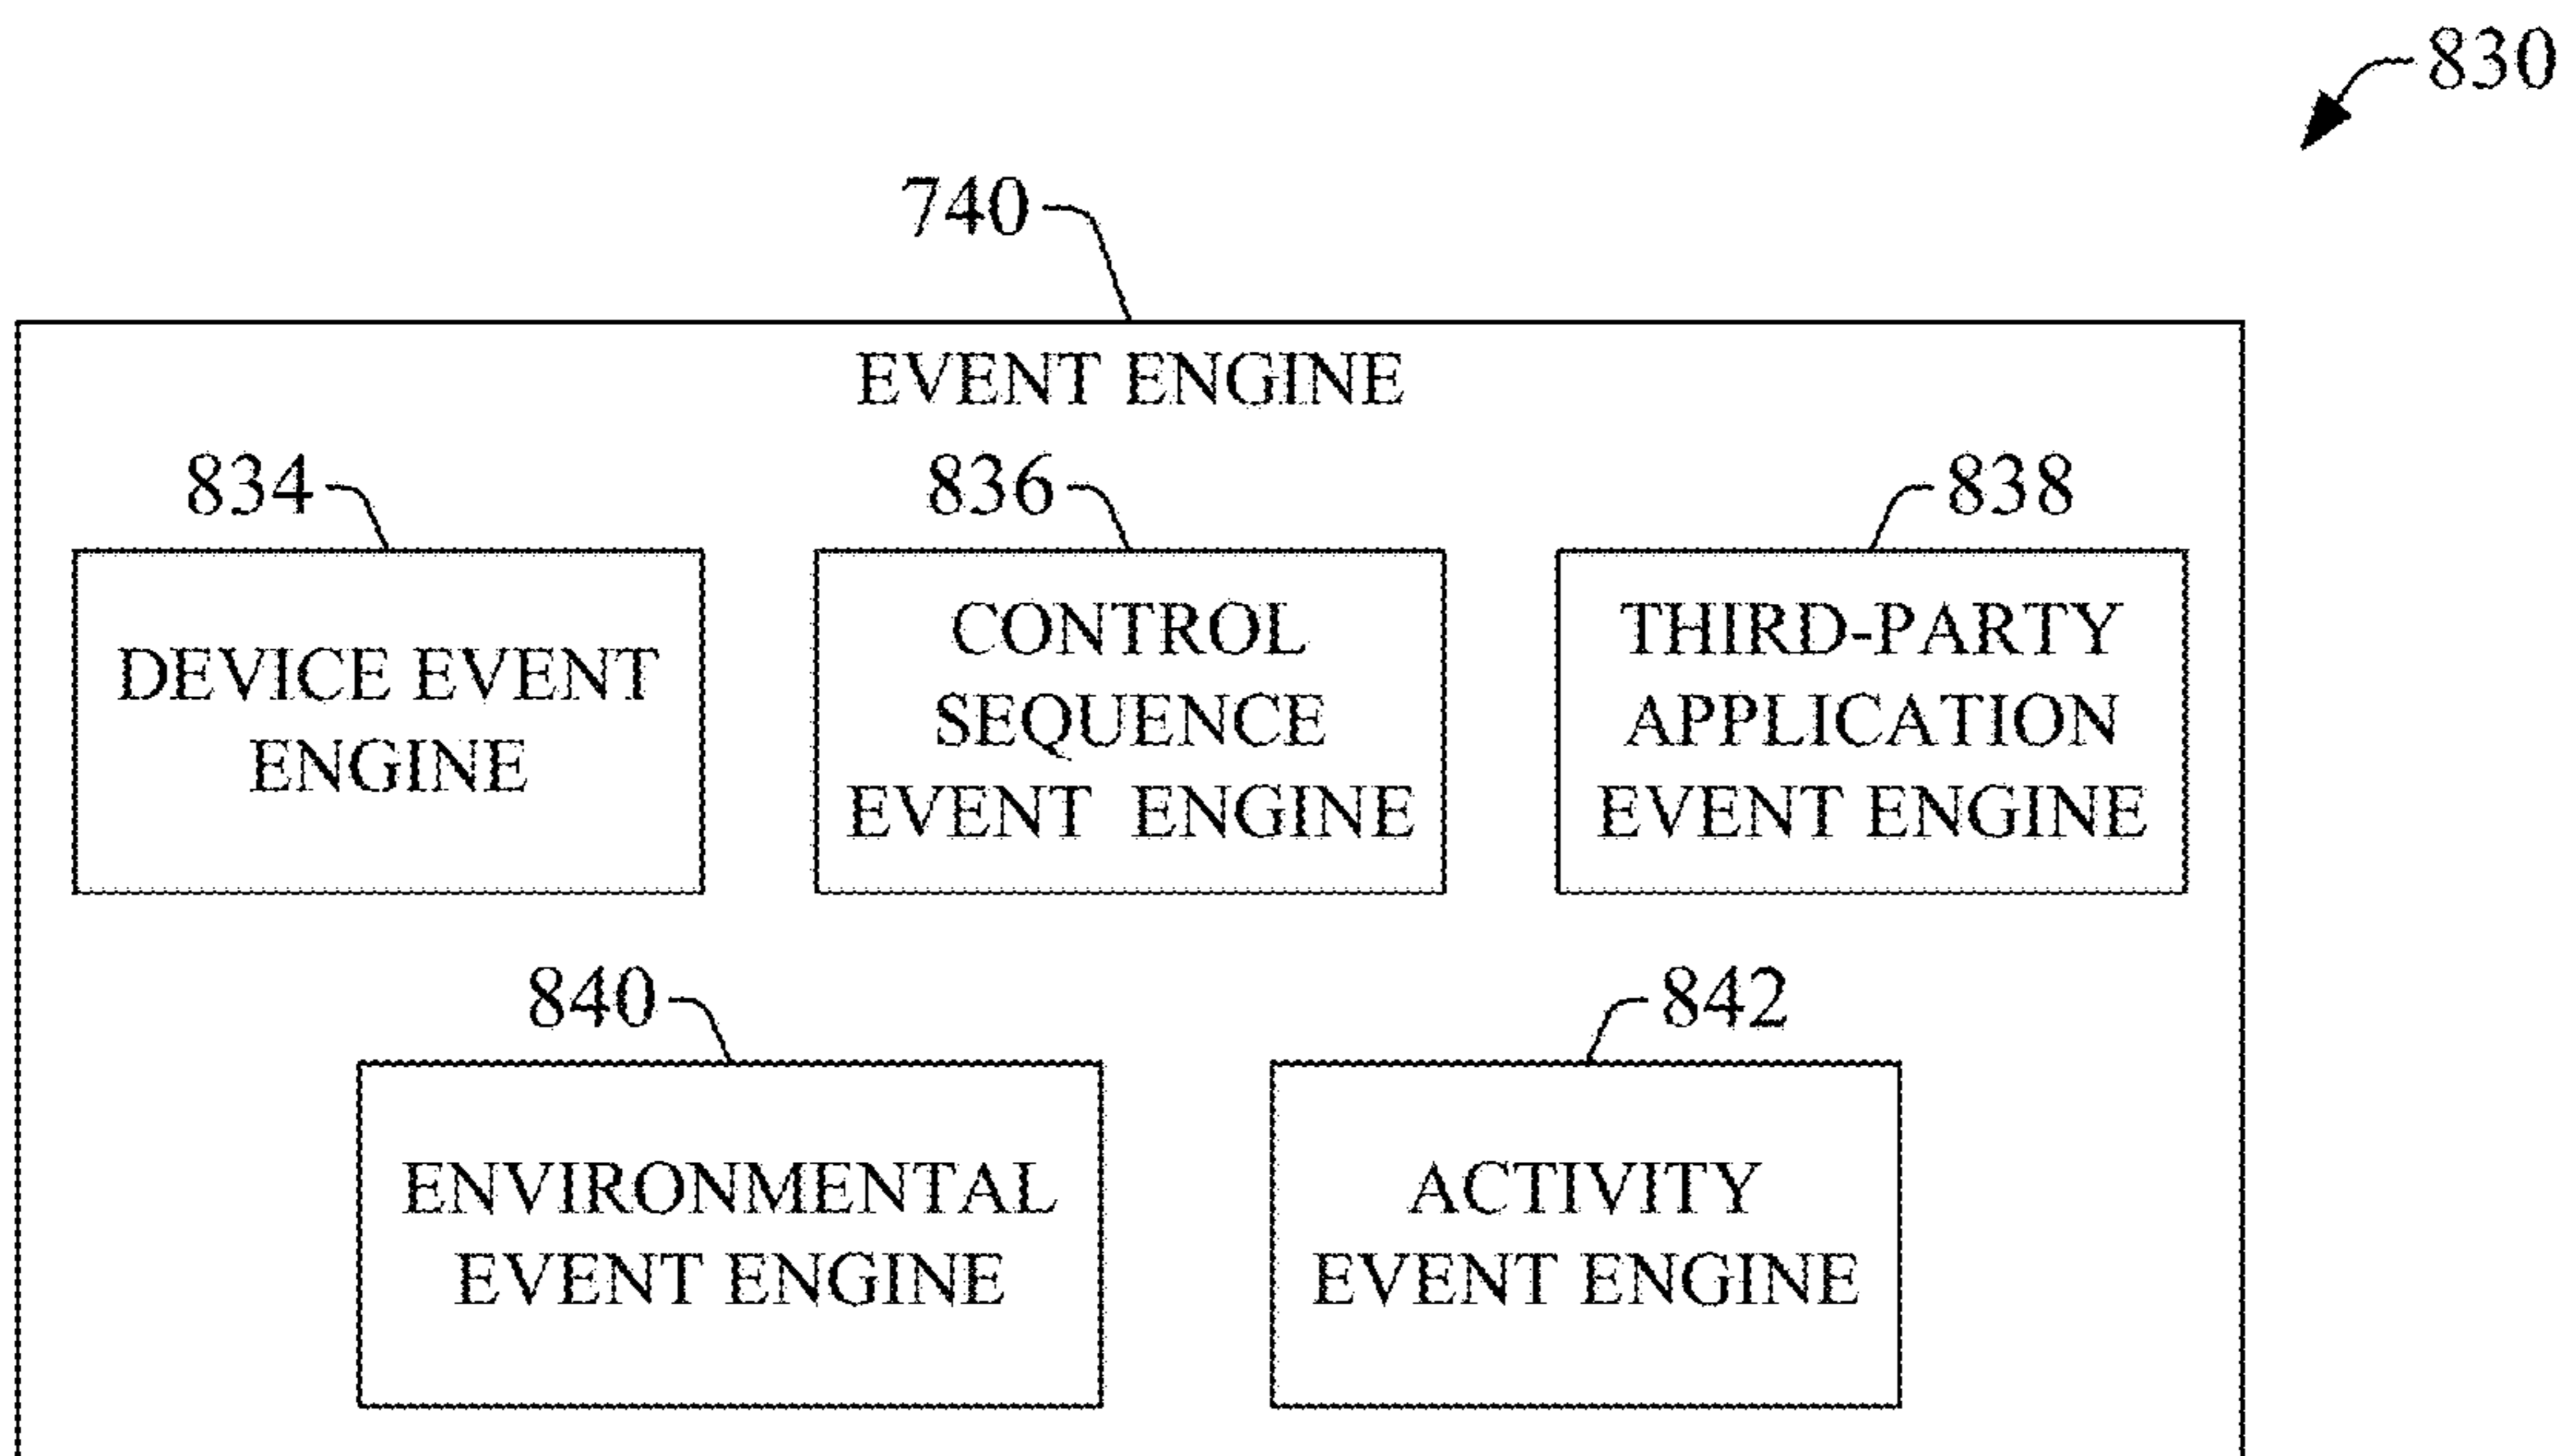 830
740
EVENT ENGINE
834
836
838
DEVICE EVENT
ENGINE
CONTROL
SEQUENCE
EVENT ENGINE
THIRD-PARTY
APPLICATION
EVENT ENGINE
840
842
ENVIRONMENTAL
EVENT ENGINE
ACTIVITY
EVENT ENGINE